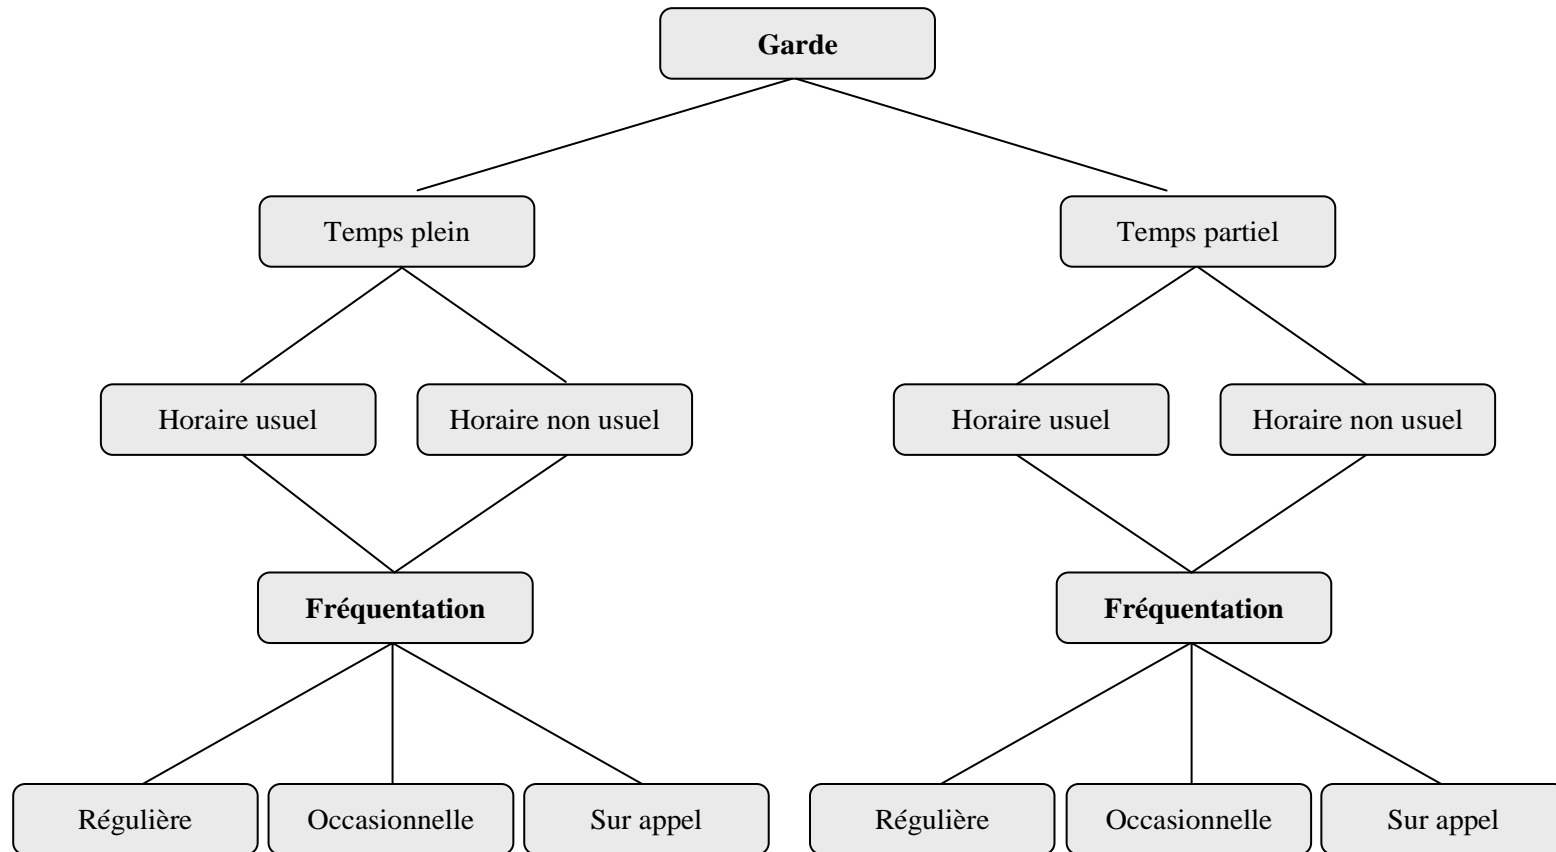 Garde
Temps plein
Temps partiel
Horaire usuel
Horaire non usuel
Horaire usuel
Horaire non usuel
Fréquentation
Fréquentation
Régulière
Occasionnelle
Sur appel
Régulière
Occasionnelle
Sur appel